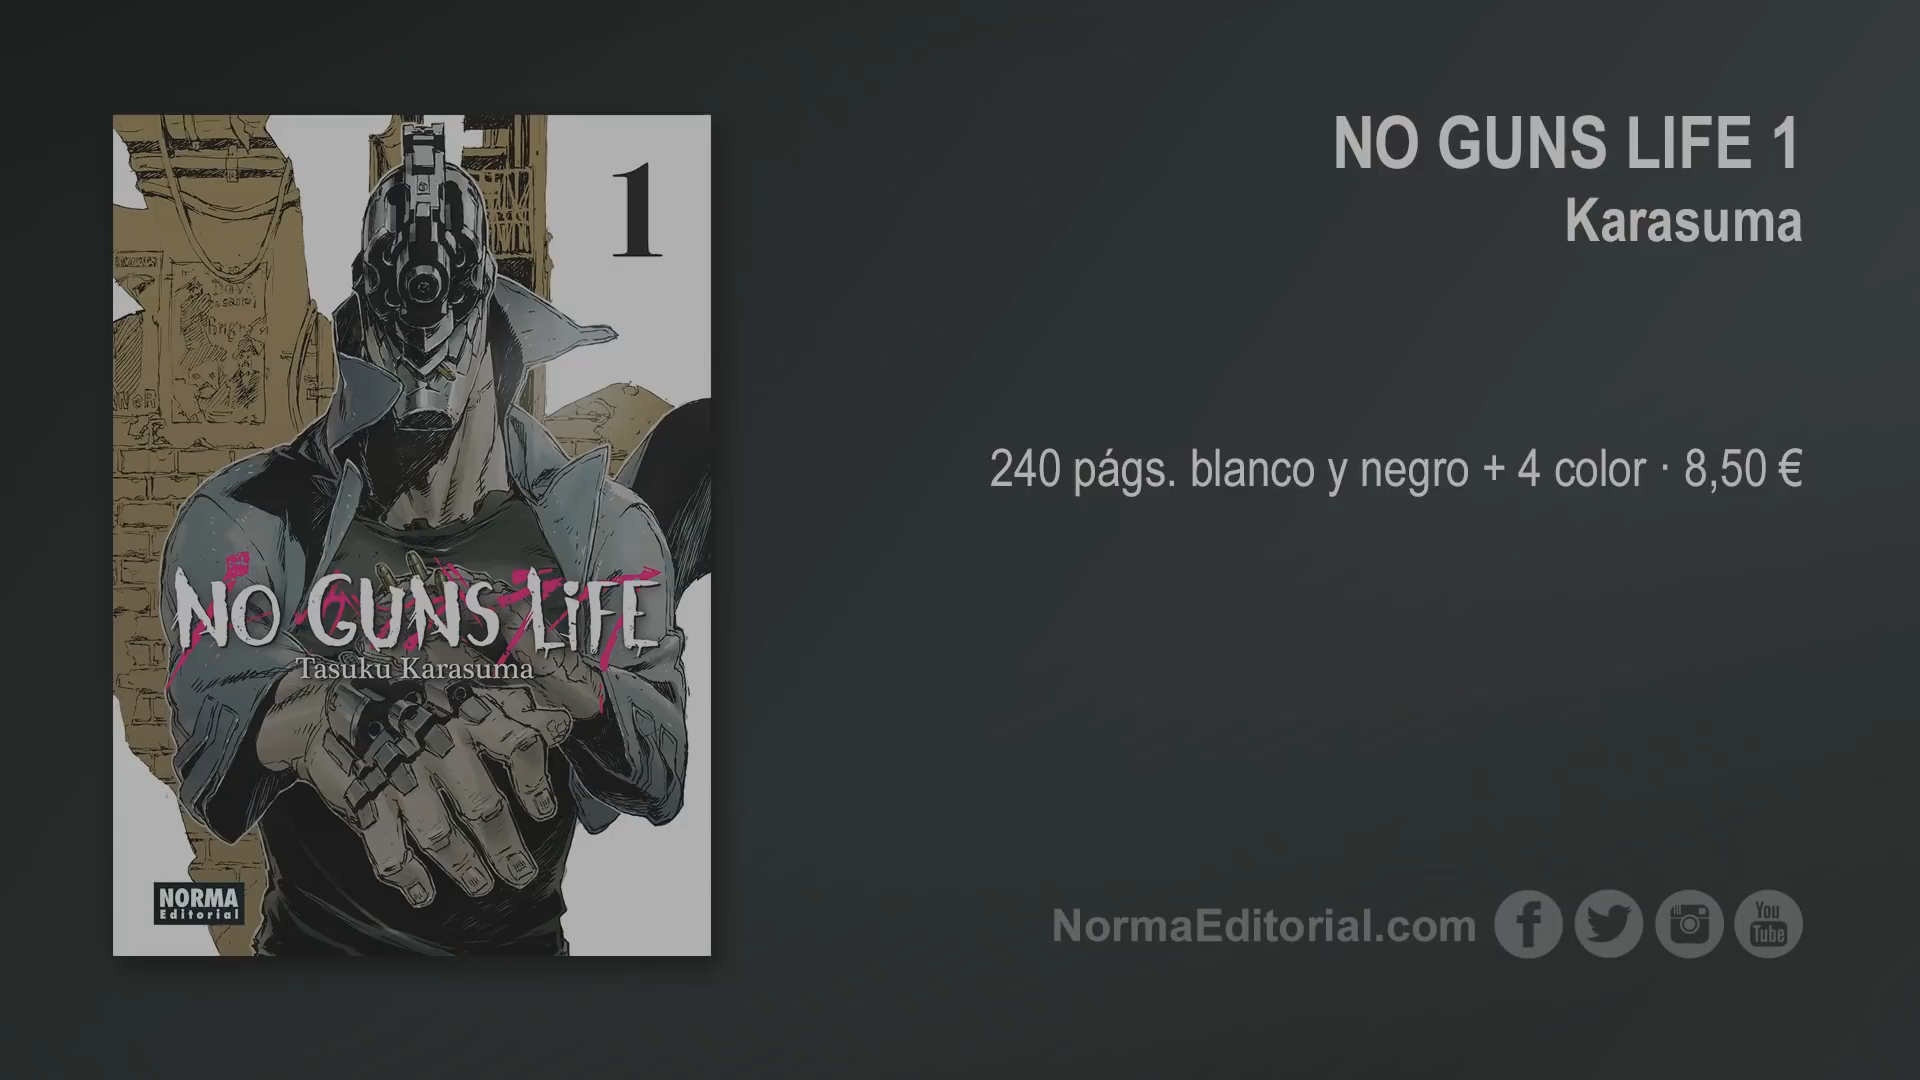 1
NO GUNS LIFE
Tasuku Karasuma
NORMA
Editorial
NO GUNS LIFE 1
Karasuma
240 págs. blanco y negro + 4 color · 8,50 €
NormaEditorial.com
You
Tube